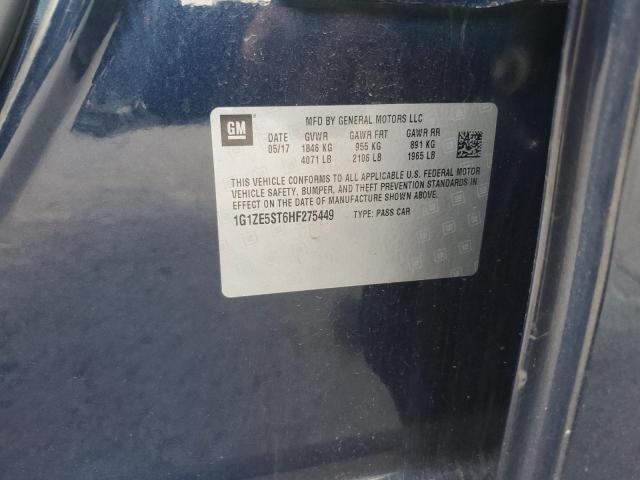 GM
MFD BY GENERAL MOTORS LLC
DATE GVWR GAWR FRT GAWR RR
05/17 1846 KG 955 KG 891 KG
4071 LB 2106 LB 1965 LB
THIS VEHICLE CONFORMS TO ALL APPLICABLE U.S. FEDERAL MOTOR
VEHICLE SAFETY, BUMPER, AND THEFT PREVENTION STANDARDS IN
EFFECT ON THE DATE OF MANUFACTURE SHOWN ABOVE.
1G1ZE5ST6HF275449 TYPE: PASS CAR